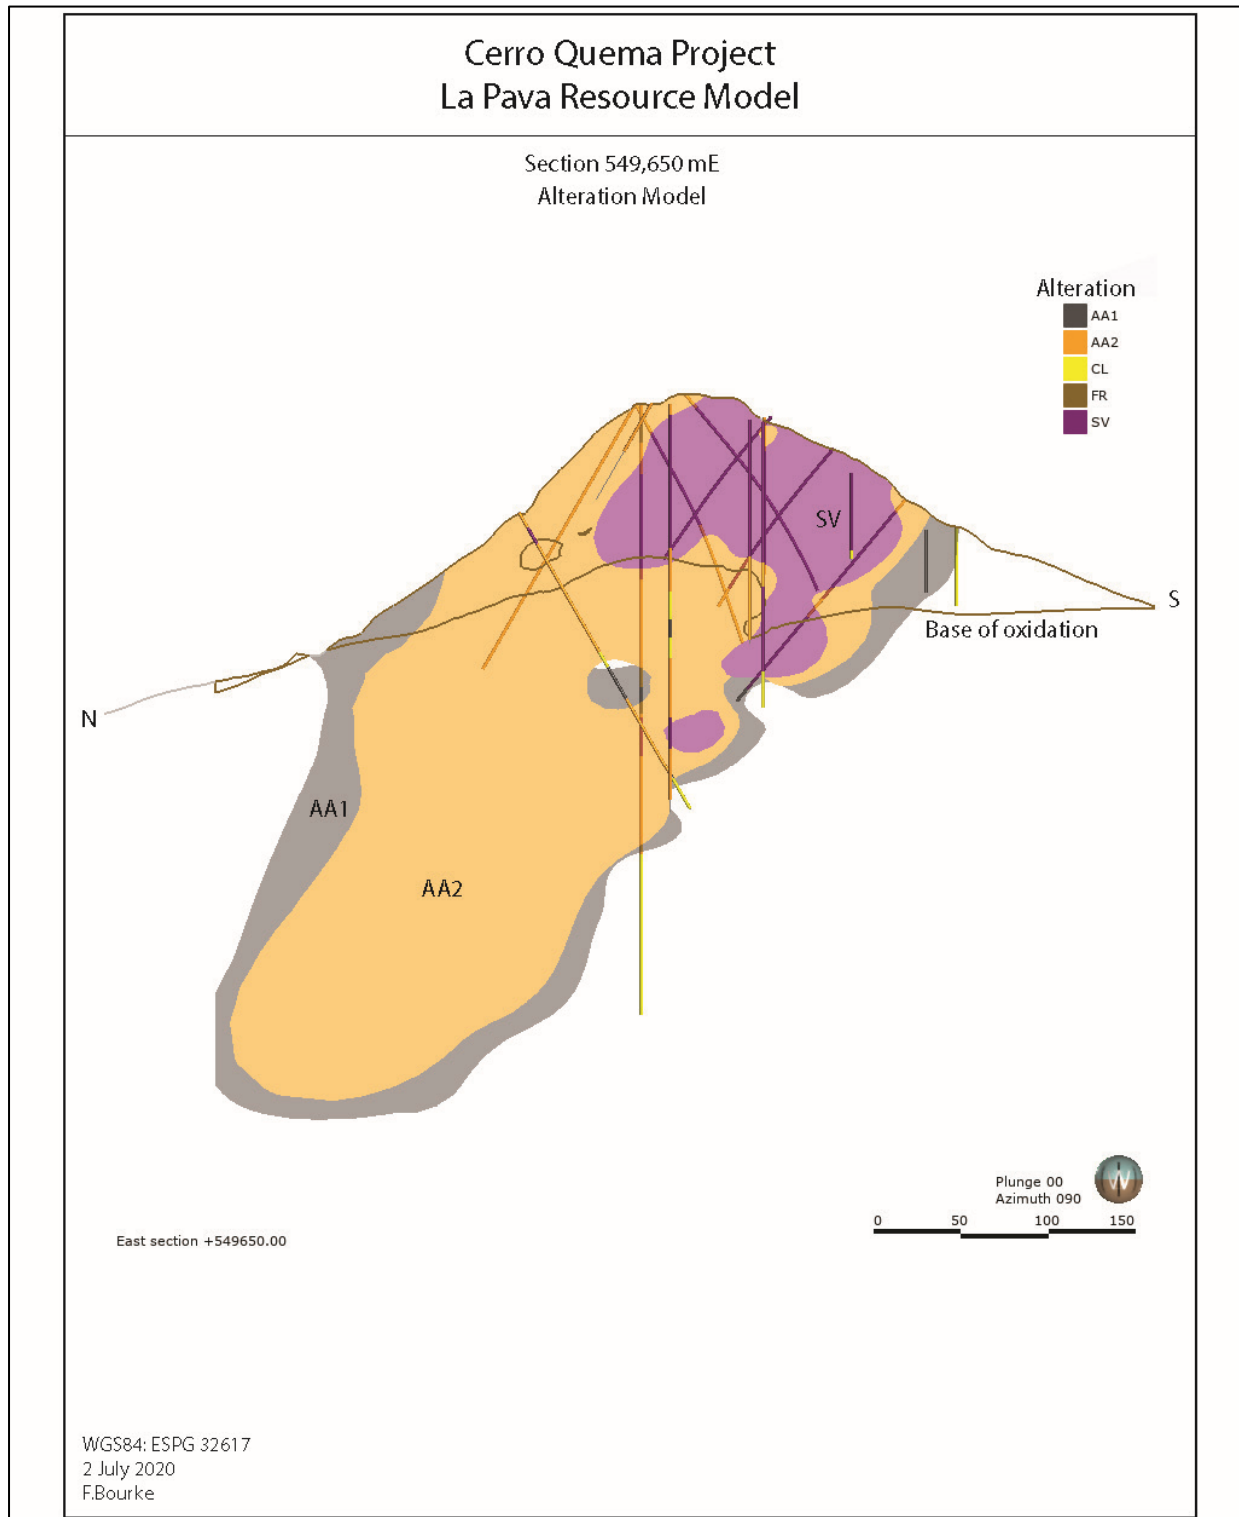 Cerro Quema Project
La Pava Resource Model
Section 549,650 mE
Alteration Model
Alteration
AA1
AA2
CL
FR
SV
SV
S
Base of oxidation
N
AA1
AA2
Plunge 00
Azimuth 090
W
0 50 100 150
East section +549650.00
WGS84: ESPG 32617
2 July 2020
F.Bourke